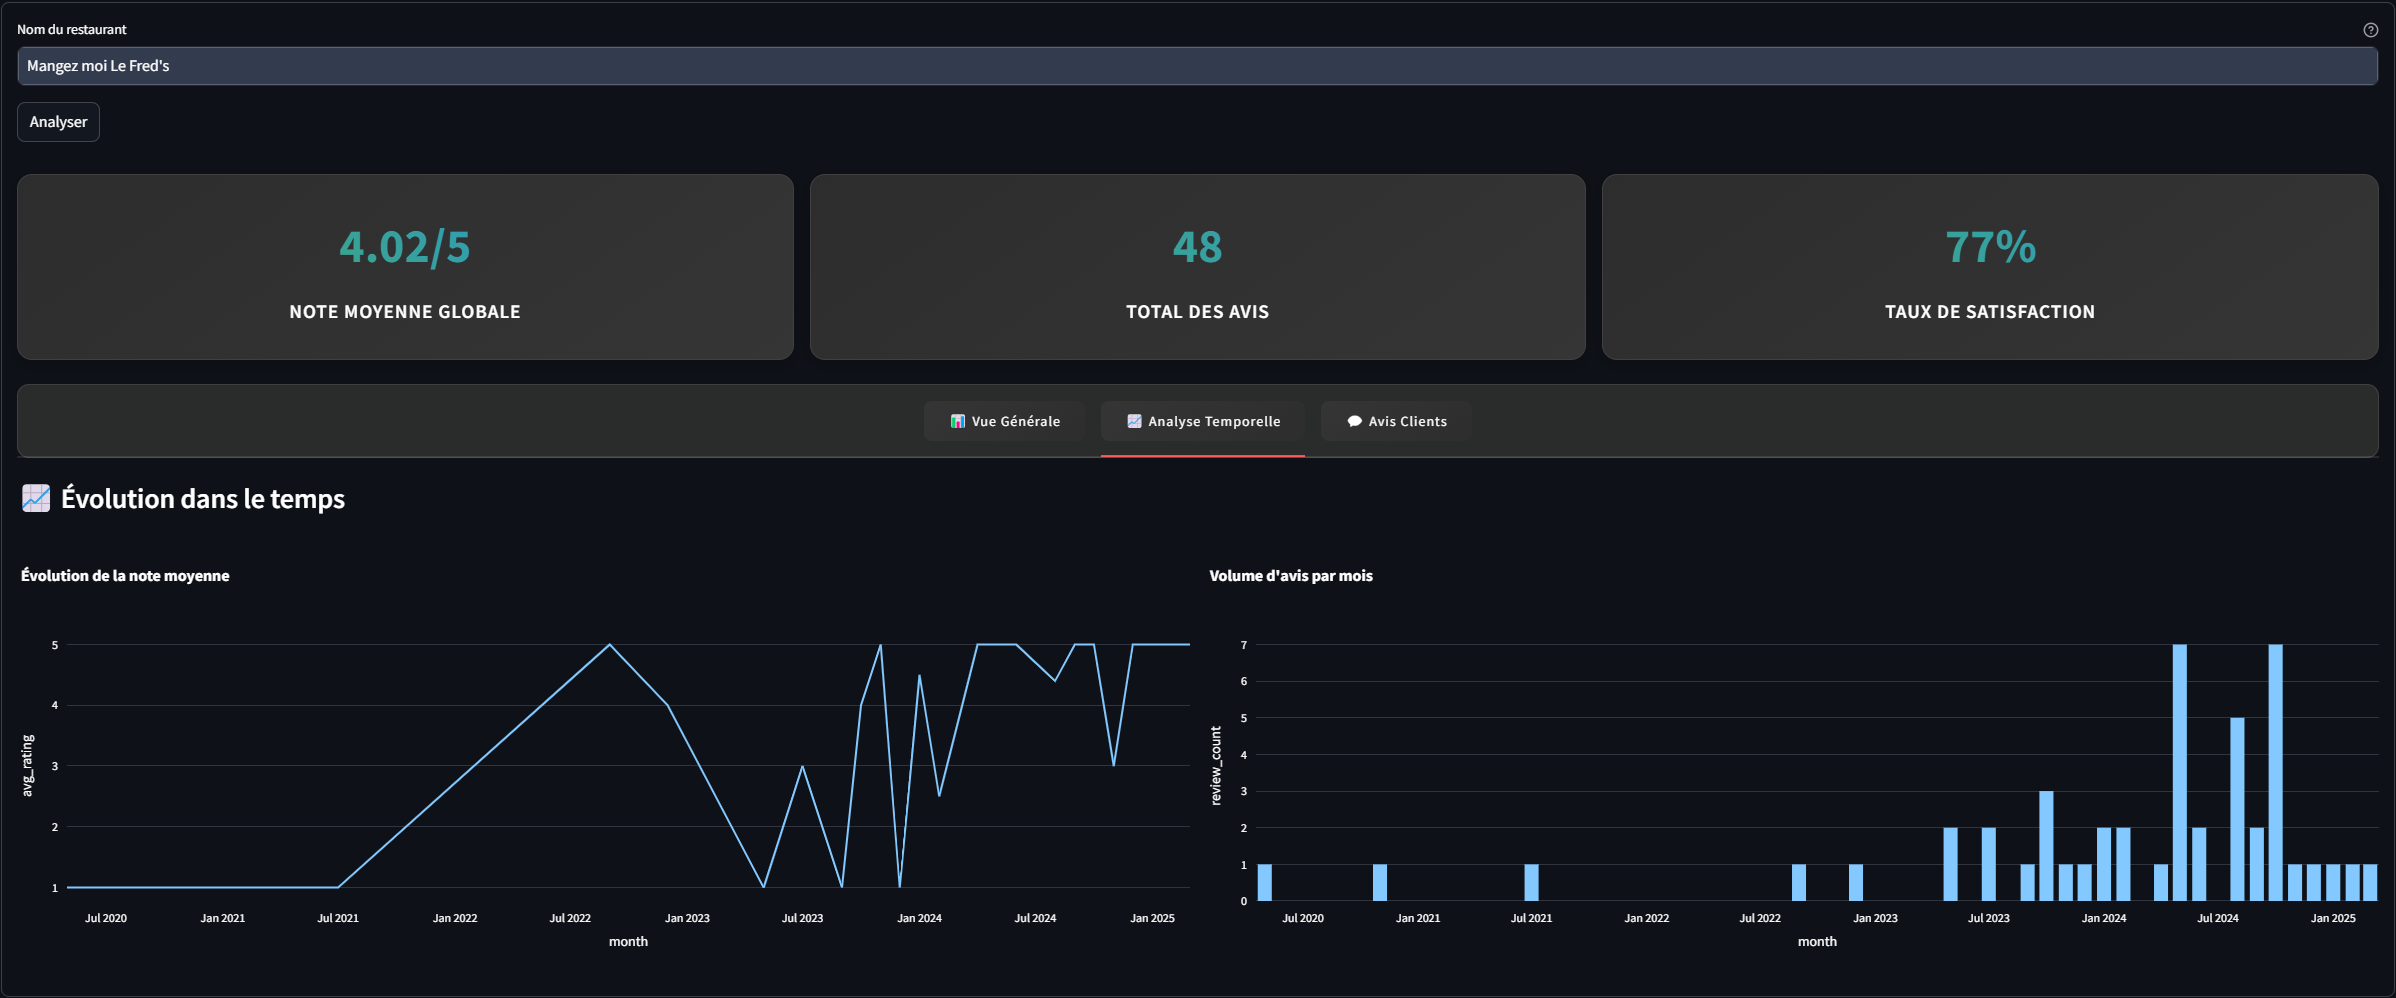 Nom du restaurant
Mangez moi Le Fred's
Analyser
4.02/5
NOTE MOYENNE GLOBALE
48
TOTAL DES AVIS
77%
TAUX DE SATISFACTION
Vue Générale
Analyse Temporelle
Avis Clients
Évolution dans le temps
Évolution de la note moyenne
5
4
3
2
1
avg_rating
Jul 2020 Jan 2021 Jul 2021 Jan 2022 Jul 2022 Jan 2023 Jul 2023 Jan 2024 Jul 2024 Jan 2025
month
Volume d'avis par mois
7
6
5
4
3
2
1
0
review_count
Jul 2020 Jan 2021 Jul 2021 Jan 2022 Jul 2022 Jan 2023 Jul 2023 Jan 2024 Jul 2024 Jan 2025
month